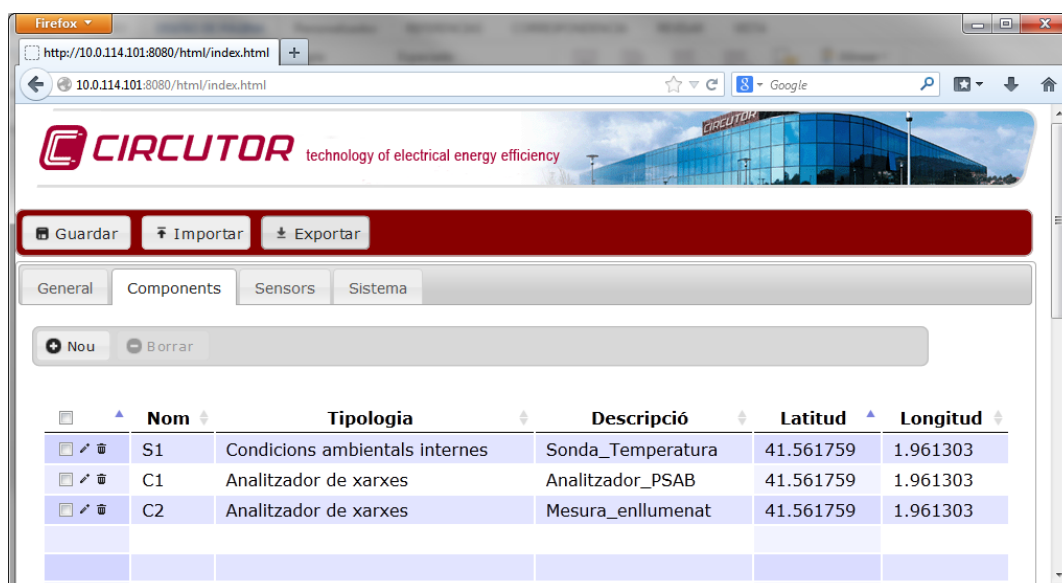 Firefox
http://10.0.114.101:8080/html/index.html
10.0.114.101:8080/html/index.html
Google
CIRCUTOR technology of electrical energy efficiency
CIRCUTOR
Guardar Importar Exportar
General Components Sensors Sistema
Nou Borrar
Nom Tipologia Descripció Latitud Longitud
S1 Condicions ambientals internes Sonda_Temperatura 41.561759 1.961303
C1 Analitzador de xarxes Analitzador_PSAB 41.561759 1.961303
C2 Analitzador de xarxes Mesura_enllumenat 41.561759 1.961303